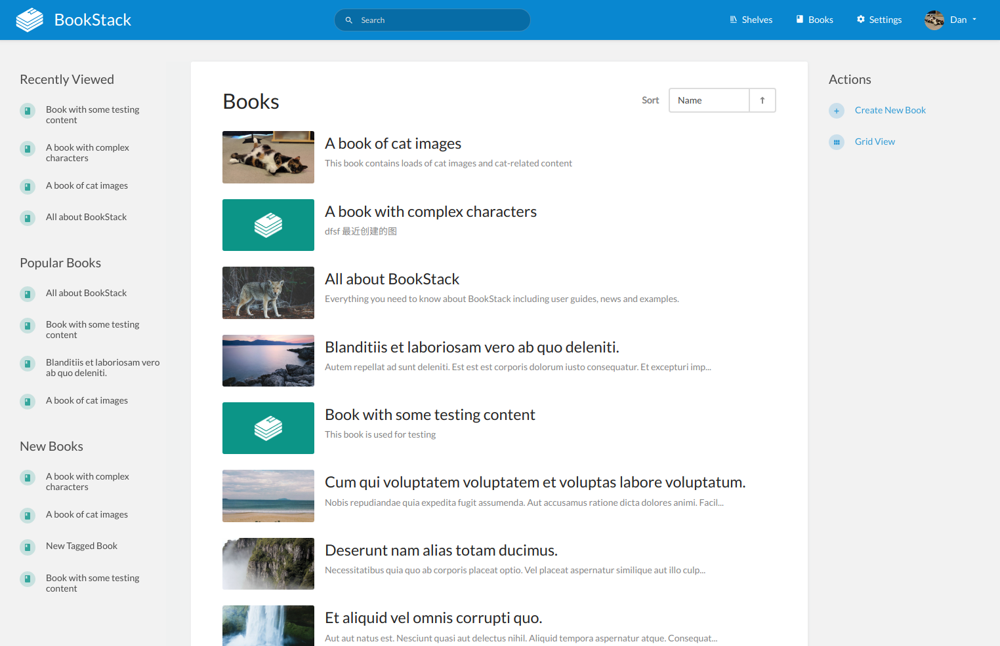 BookStack
Search
Shelves
Books
Settings
Dan
Recently Viewed
Book with some testing
content
A book with complex
characters
A book of cat images
All about BookStack
Popular Books
All about BookStack
Book with some testing
content
Blanditiis et laboriosam vero
ab quo deleniti.
A book of cat images
New Books
A book with complex
characters
A book of cat images
New Tagged Book
Book with some testing
content
Books
Sort
Name
A book of cat images
This book contains loads of cat images and cat-related content
A book with complex characters
dfsf 最近创建的图
All about BookStack
Everything you need to know about BookStack including user guides, news and examples.
Blanditiis et laboriosam vero ab quo deleniti.
Autem repellat ad sunt deleniti. Est est est corporis dolorum iusto consequatur. Et excepturi imp...
Book with some testing content
This book is used for testing
Cum qui voluptatem voluptatem et voluptas labore voluptatum.
Nobis repudiandae quia expedita fugit assumenda. Aut accusamus ratione dicta dolores animi. Facil...
Deserunt nam alias totam ducimus.
Necessitatibus quia quo ab corporis placeat optio. Vel placeat aspernatur similique aut illo culp...
Et aliquid vel omnis corrupti quo.
Aut aut natus est. Nesciunt quasi aut delectus nihil. Aliquid tempora aspernatur atque. Consequat...
Actions
Create New Book
Grid View